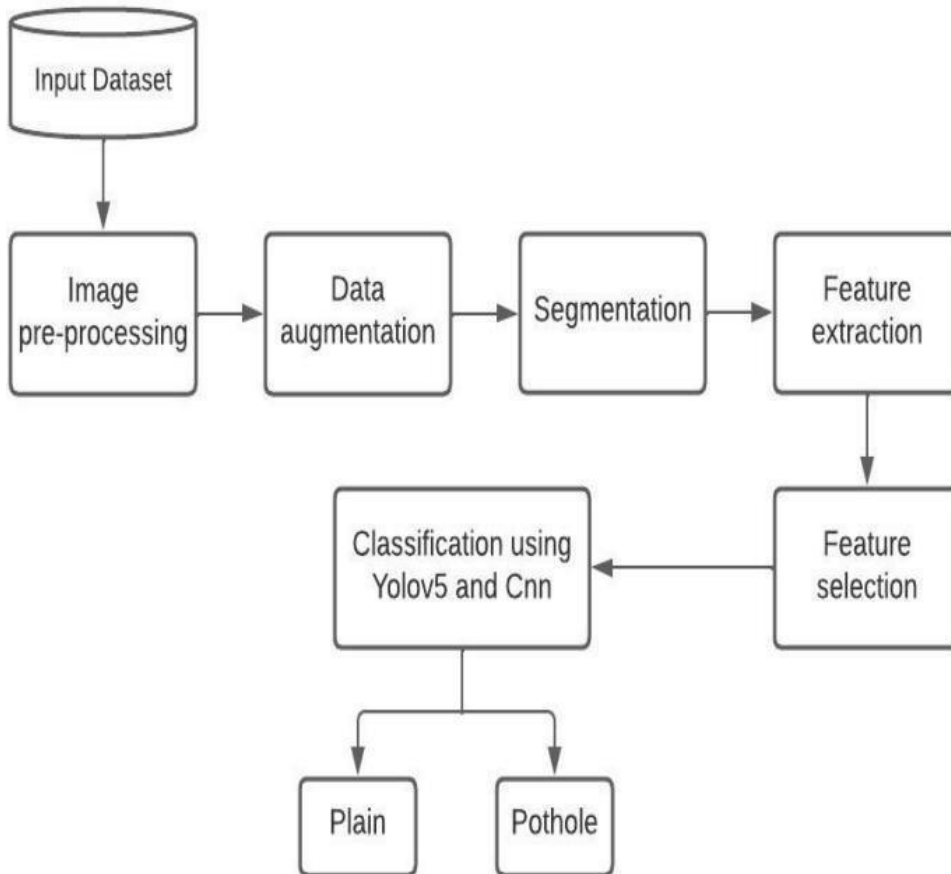 Input Dataset
Image
pre-processing
Data
augmentation
Segmentation
Feature
extraction
Feature
selection
Classification using
Yolov5 and Cnn
Plain
Pothole